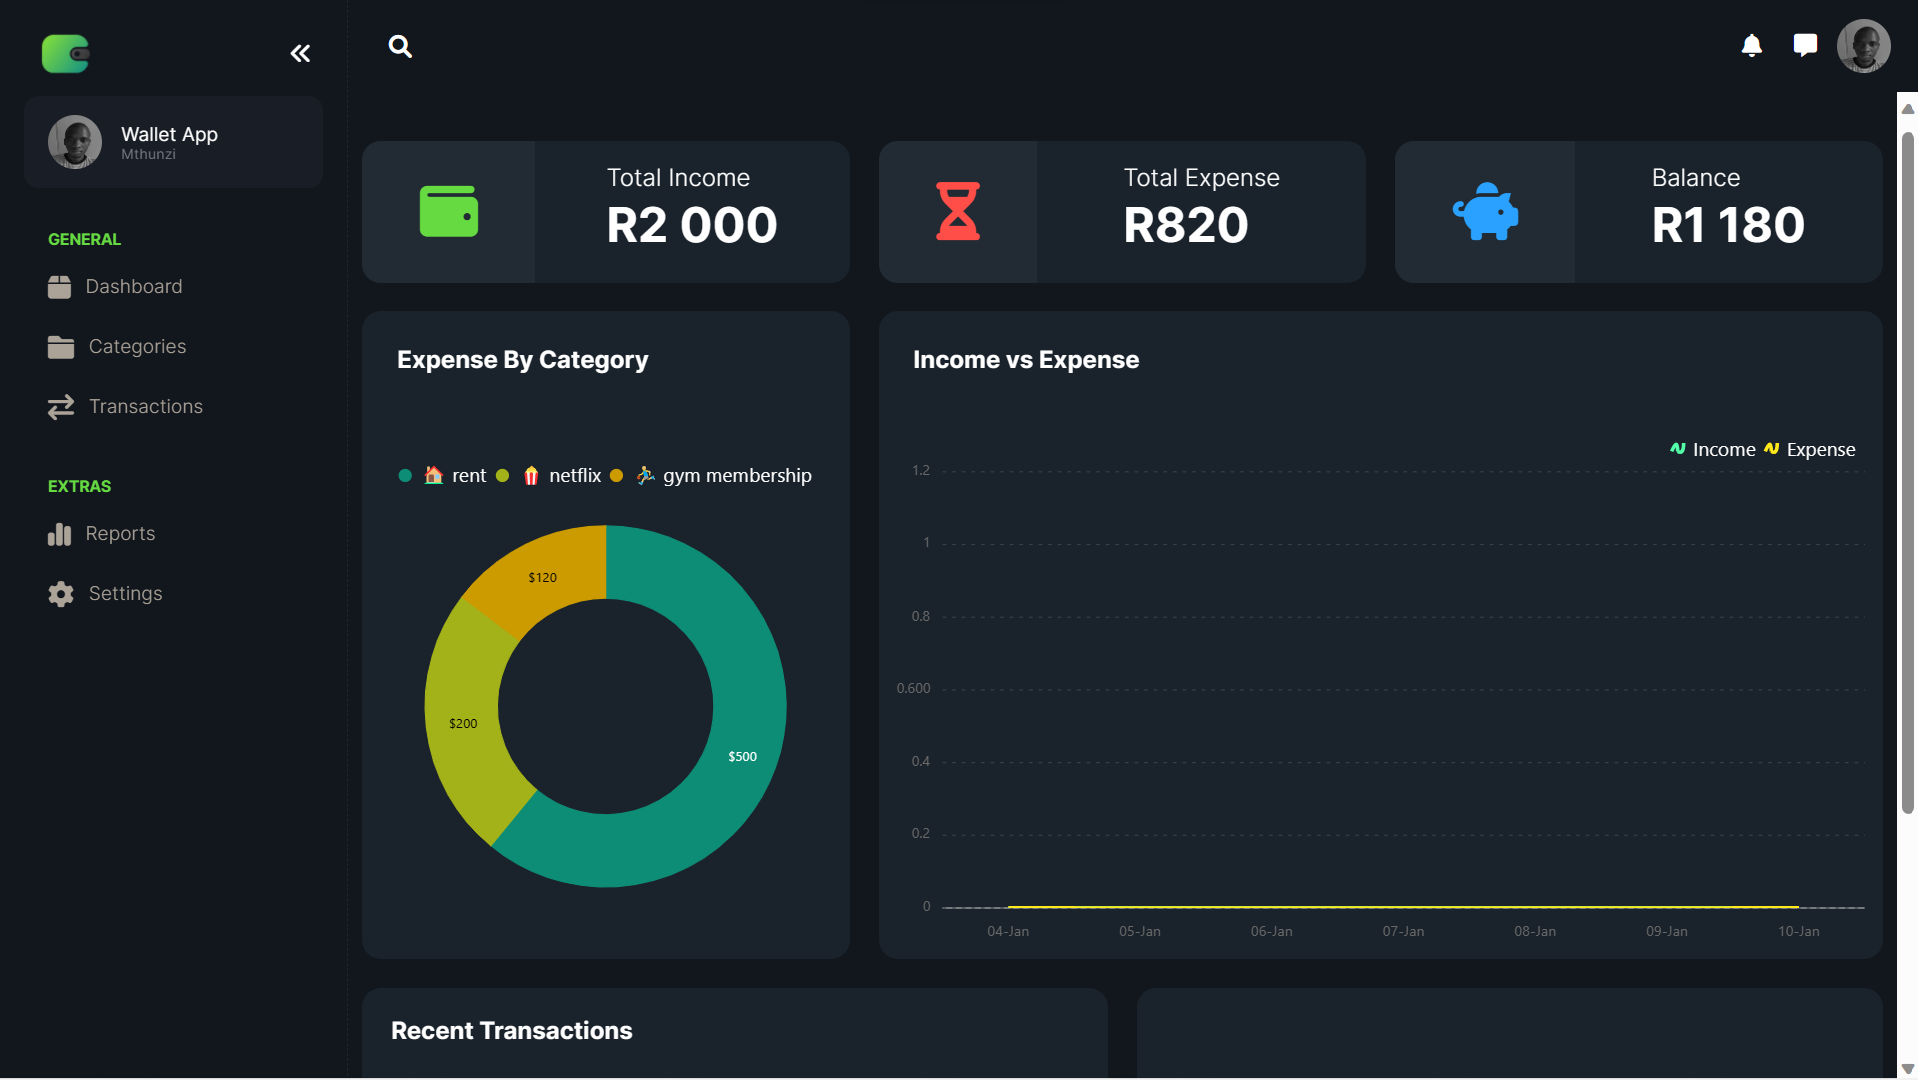 Wallet App
Mthunzi
GENERAL
Dashboard
Categories
Transactions
EXTRAS
Reports
Settings
Total Income
R2 000
Total Expense
R820
Balance
R1 180
Expense By Category
rent netflix gym membership
$120
$200
$500
Income vs Expense
Income Expense
1.2
1
0.8
0.600
0.4
0.2
0
04-Jan 05-Jan 06-Jan 07-Jan 08-Jan 09-Jan 10-Jan
Recent Transactions